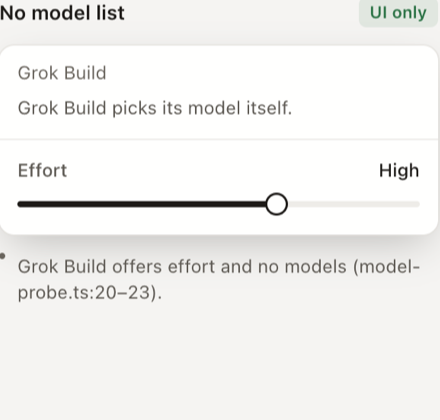 No model list
UI only
Grok Build
Grok Build picks its model itself.
Effort
High
Grok Build offers effort and no models (model-
probe.ts:20–23).